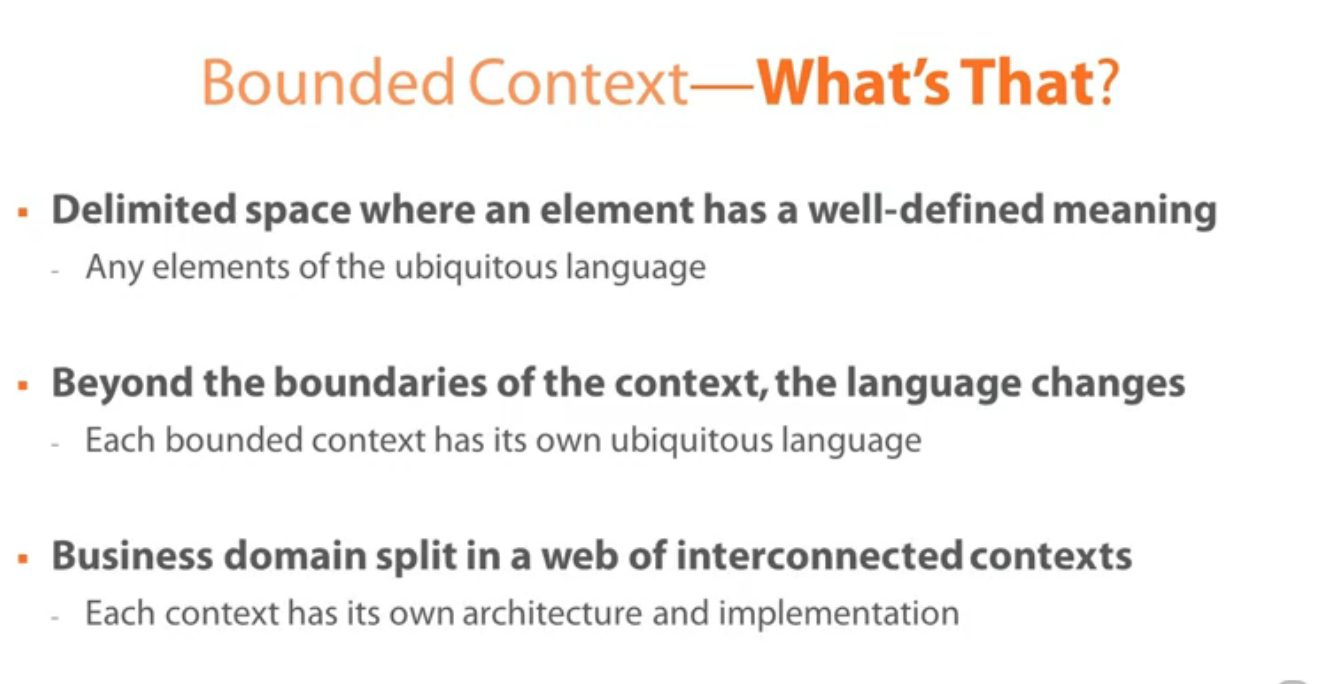 Bounded Context—What's That?
▪ Delimited space where an element has a well-defined meaning
- Any elements of the ubiquitous language
▪ Beyond the boundaries of the context, the language changes
- Each bounded context has its own ubiquitous language
▪ Business domain split in a web of interconnected contexts
- Each context has its own architecture and implementation